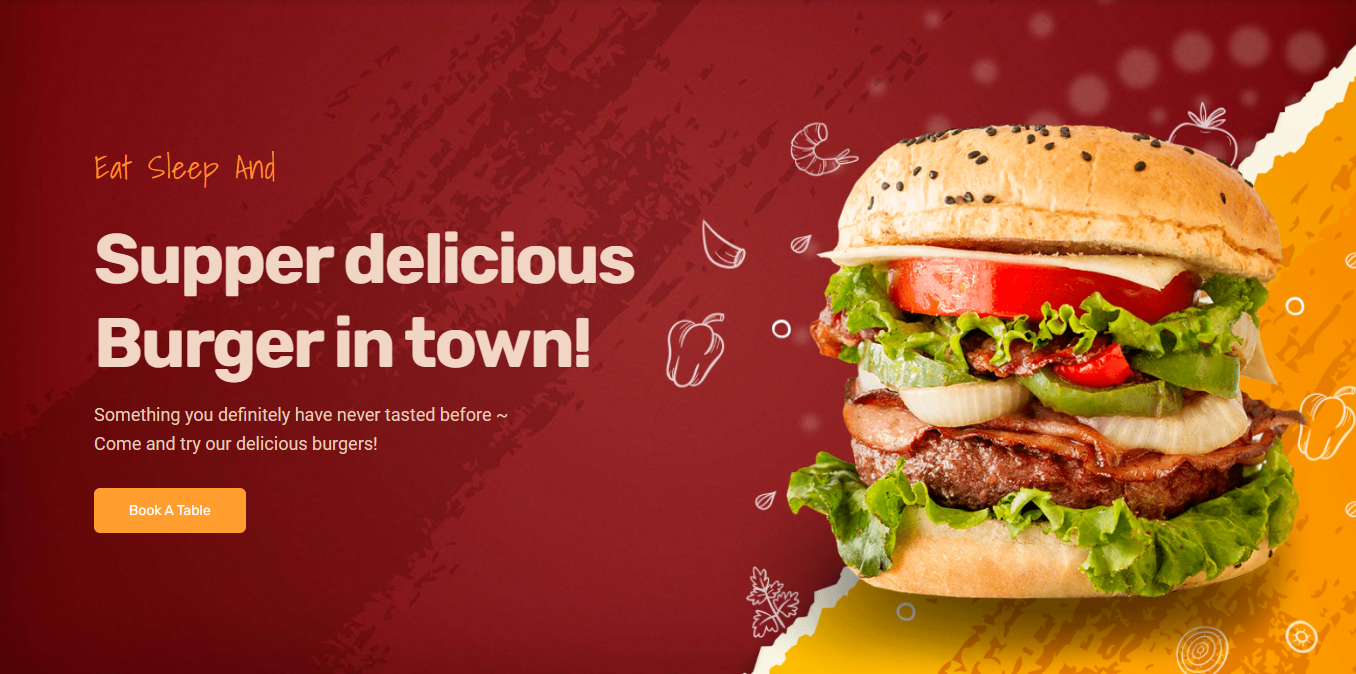 Eat Sleep And
Supper delicious
Burger in town!
Something you definitely have never tasted before ~
Come and try our delicious burgers!
Book A Table